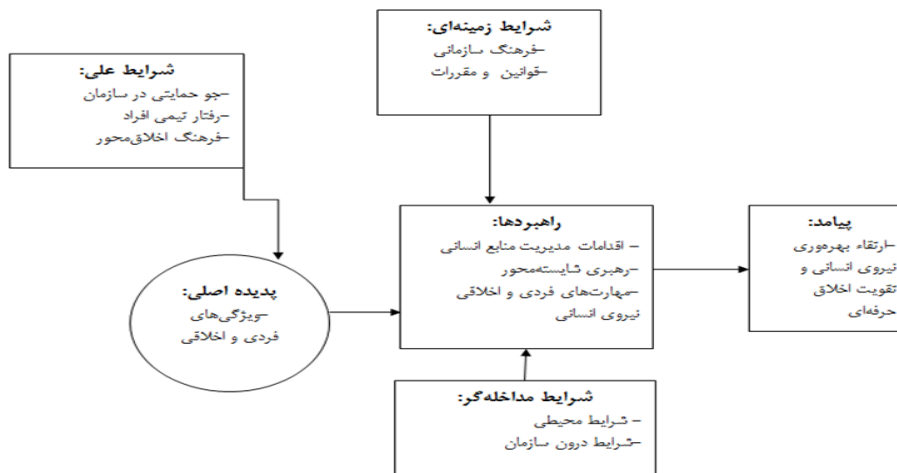 شرایط زمینه‌ای:
-فرهنگ سازمانی
-قوانین و مقررات
شرایط علی:
-جو حمایتی در سازمان
-رفتار تیمی افراد
-فرهنگ اخلاق‌محور
راهبردها:
- اقدامات مدیریت منابع انسانی
-رهبری شایسته‌محور
-مهارت‌های فردی و اخلاقی
نیروی انسانی
پیامد:
-ارتقاء بهره‌وری
نیروی انسانی و
تقویت اخلاق
حرفه‌ای
پدیده اصلی:
-ویژگی‌های
فردی و اخلاقی
شرایط مداخله‌گر:
- شرایط محیطی
-شرایط درون سازمان